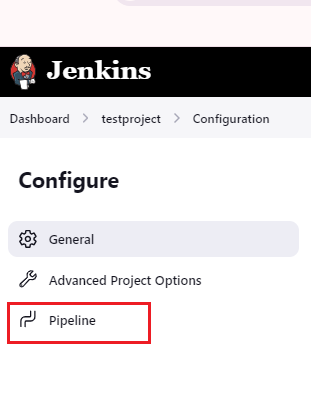 Jenkins
Dashboard > testproject > Configuration
Configure
General
Advanced Project Options
Pipeline